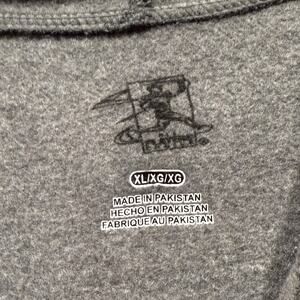 XL/XG/XG
MADE IN PAKISTAN
HECHO EN PAKISTAN
FABRIQUE AU PAKISTAN